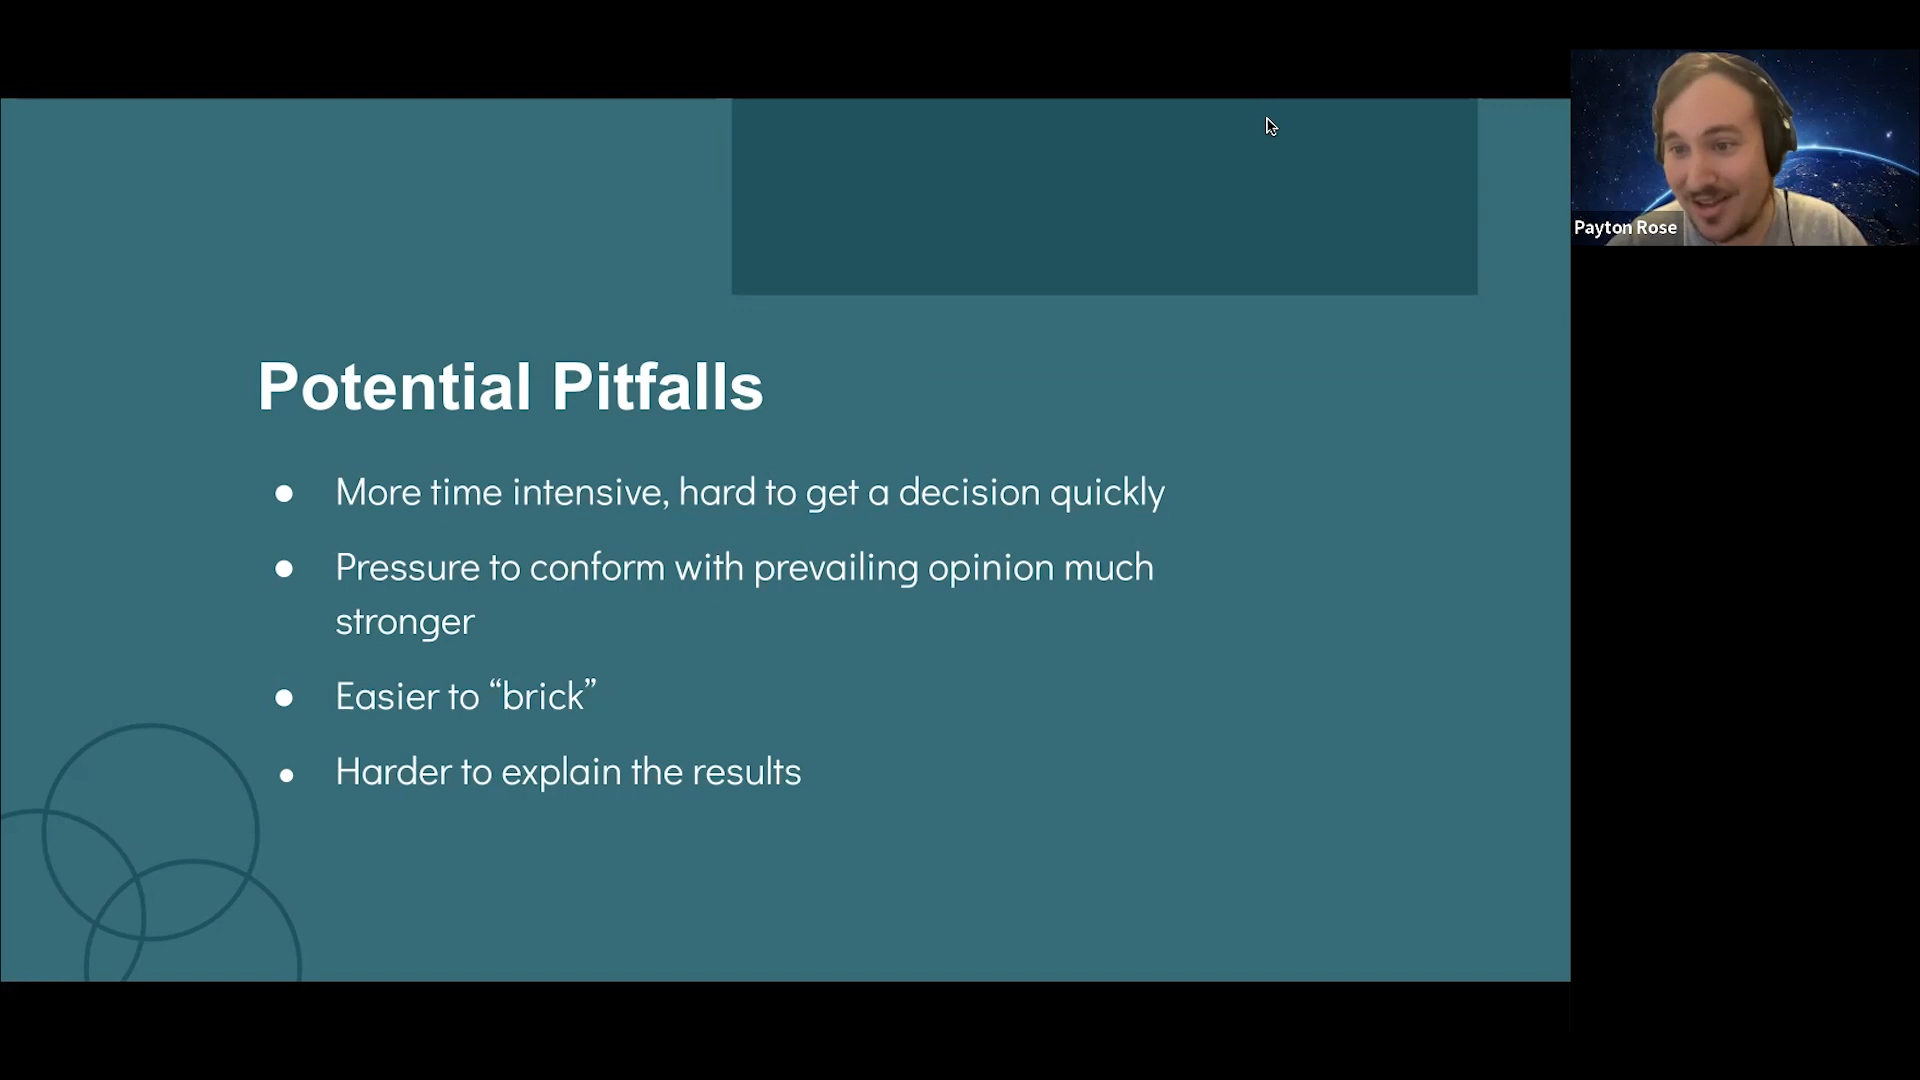 Payton Rose
Potential Pitfalls
● More time intensive, hard to get a decision quickly
● Pressure to conform with prevailing opinion much
stronger
● Easier to “brick”
● Harder to explain the results